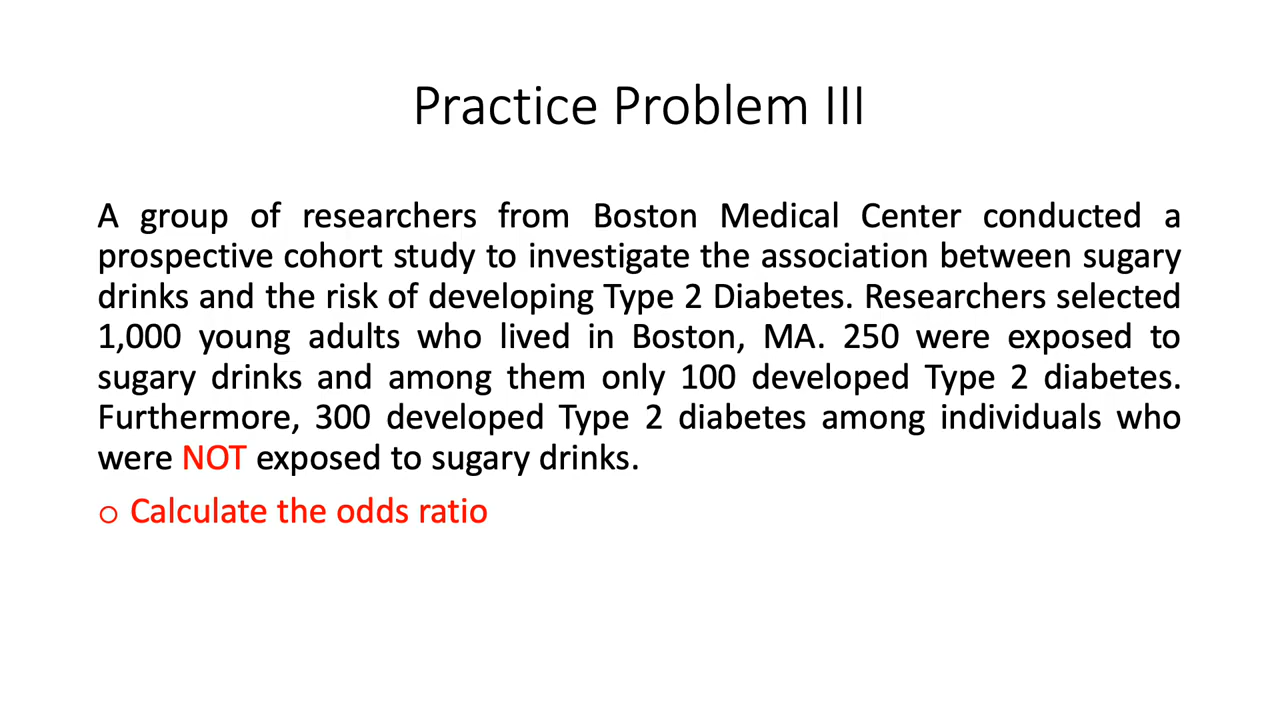 Practice Problem III
A group of researchers from Boston Medical Center conducted a
prospective cohort study to investigate the association between sugary
drinks and the risk of developing Type 2 Diabetes. Researchers selected
1,000 young adults who lived in Boston, MA. 250 were exposed to
sugary drinks and among them only 100 developed Type 2 diabetes.
Furthermore, 300 developed Type 2 diabetes among individuals who
were NOT exposed to sugary drinks.
o Calculate the odds ratio